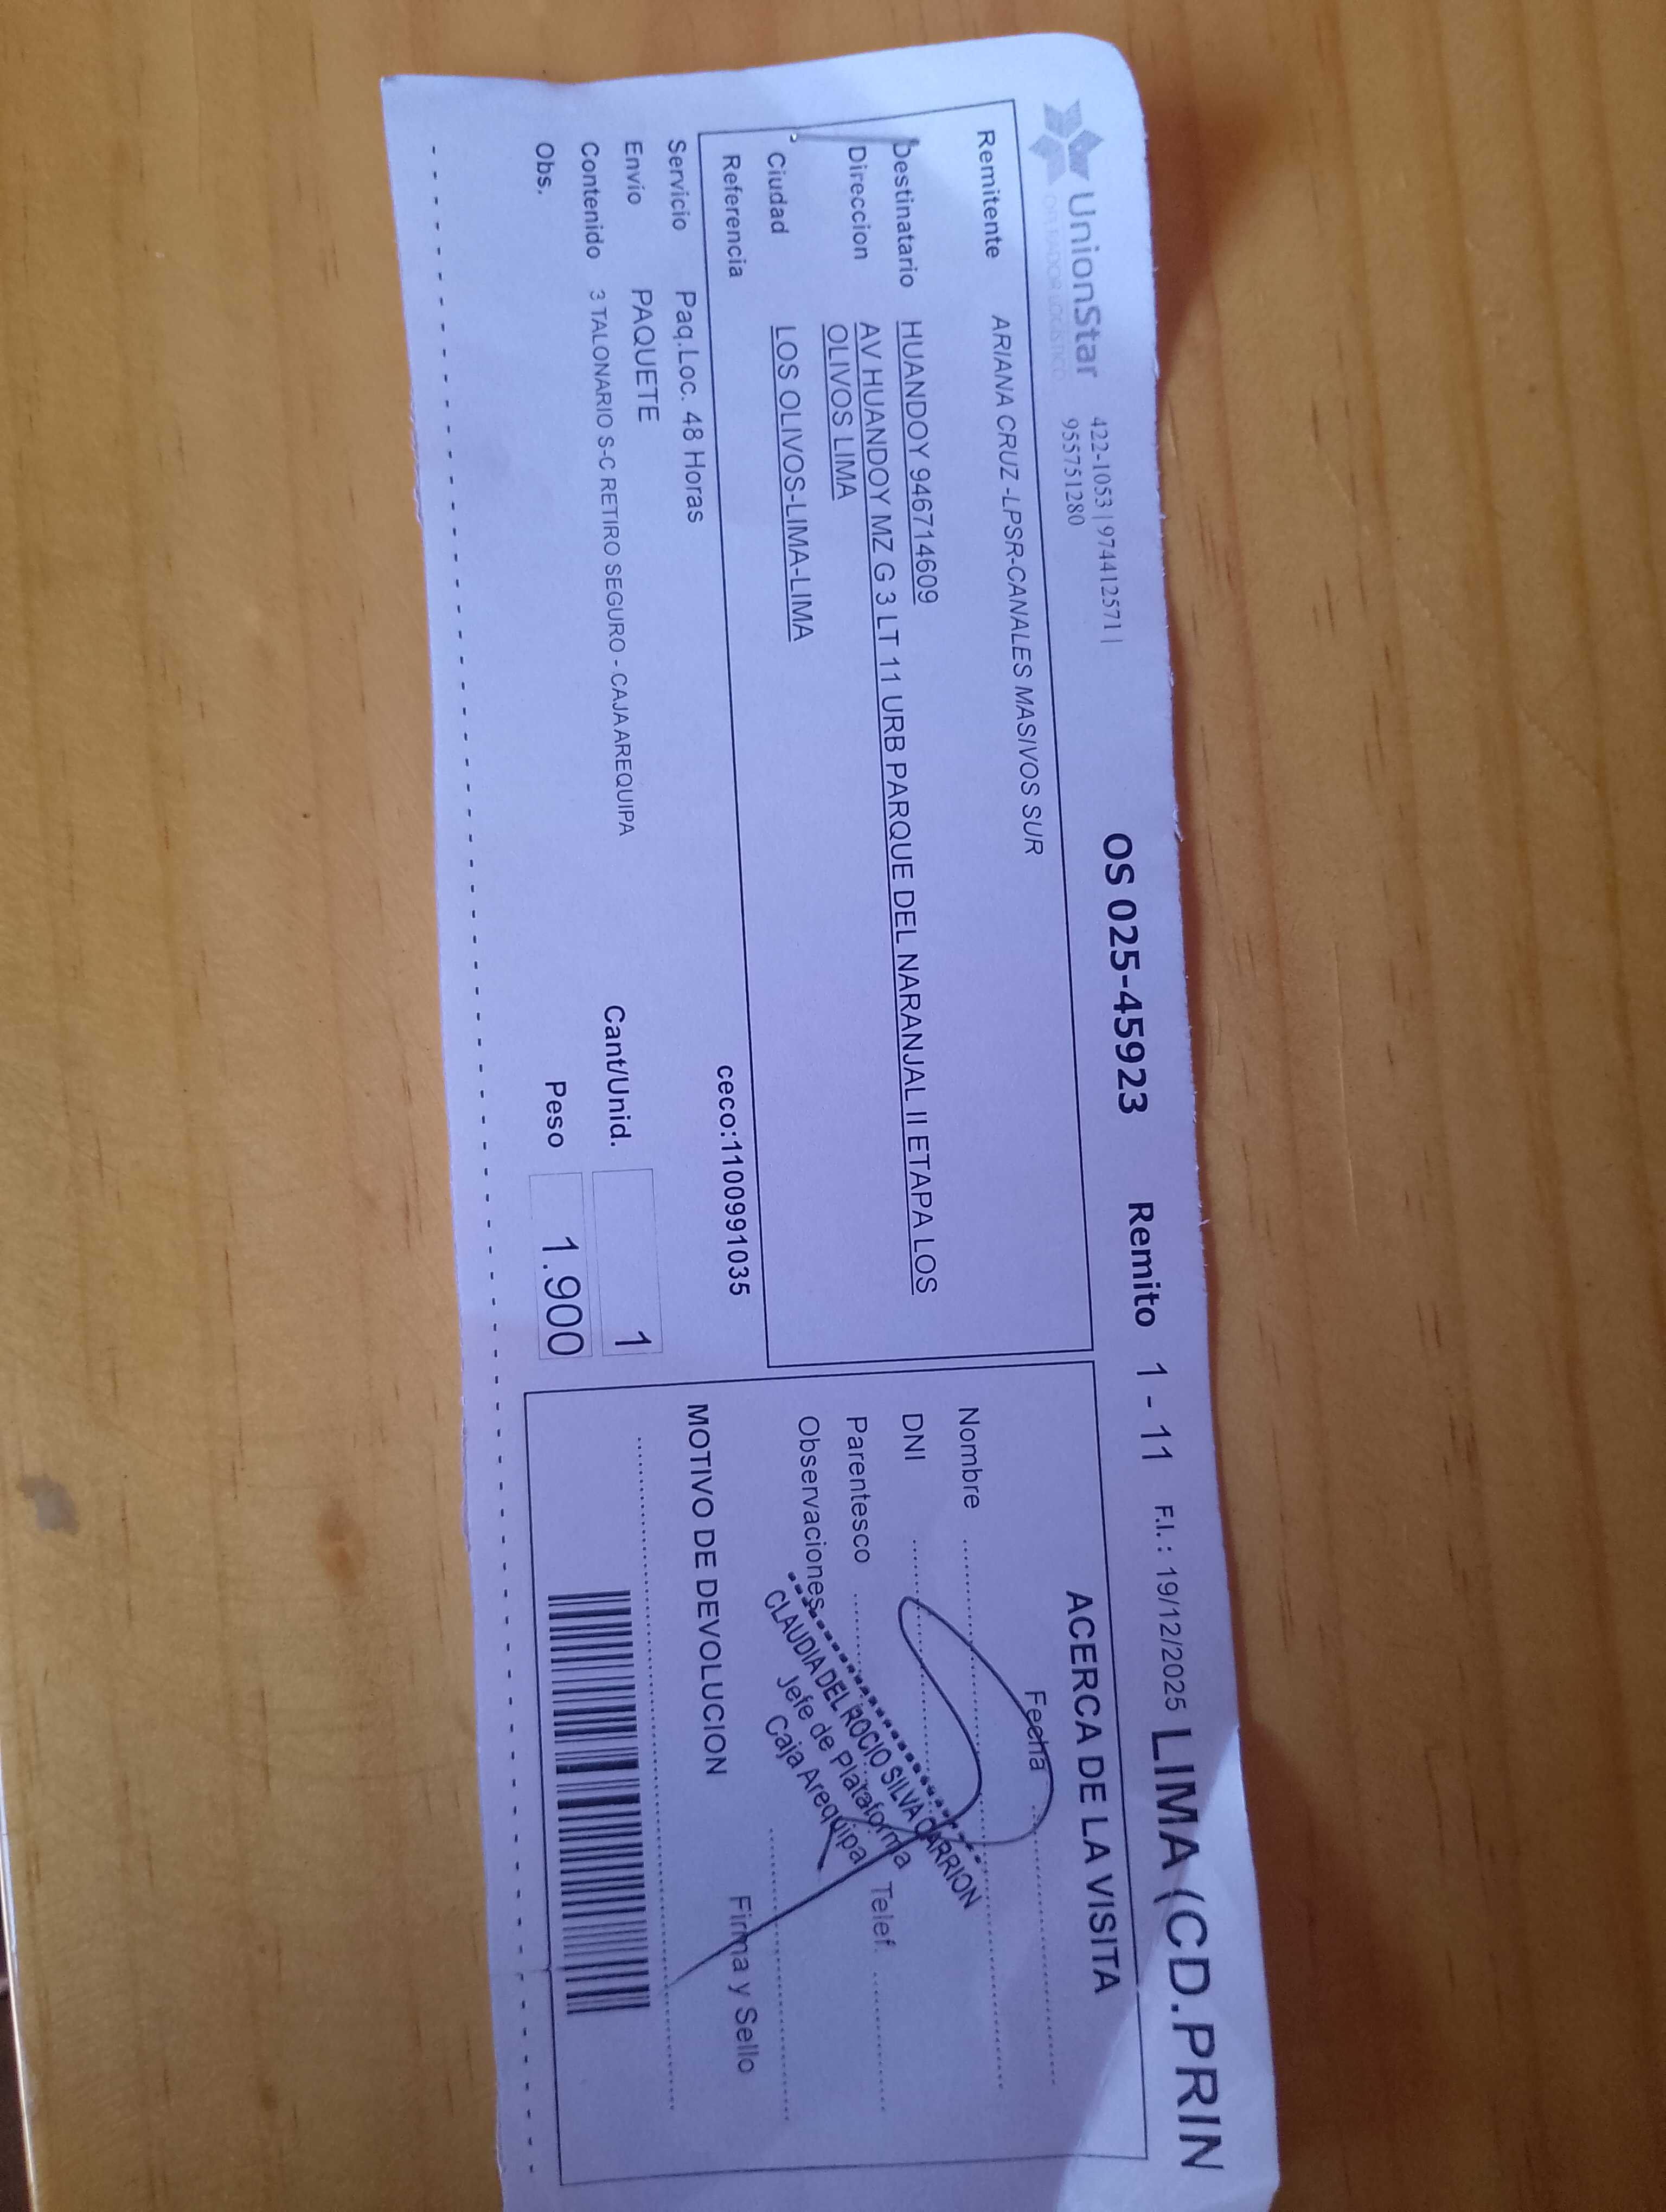 UnionStar
OPERADOR LOGISTICO
422-1053 | 974412571 |
955751280
OS 025-45923
Remito 1 - 11
F.I. : 19/12/2025
LIMA (CD.PRIN
Remitente ARIANA CRUZ -LPSR-CANALES MASIVOS SUR
Destinatario HUANDOY 946714609
Direccion AV HUANDOY MZ G 3 LT 11 URB PARQUE DEL NARANJAL II ETAPA LOS
OLIVOS LIMA
Ciudad LOS OLIVOS-LIMA-LIMA
Referencia
ceco:1100991035
Servicio Paq.Loc. 48 Horas
Envio PAQUETE
Cant/Unid. 1
Contenido 3 TALONARIO S-C RETIRO SEGURO - CAJA AREQUIPA
Obs.
Peso 1.900
ACERCA DE LA VISITA
Fecha
Nombre
DNI
Parentesco
Telef.
Observaciones
CLAUDIA DEL ROCIO SILVA CARRION
Jefe de Plataforma
Caja Arequipa
Firma y Sello
MOTIVO DE DEVOLUCION